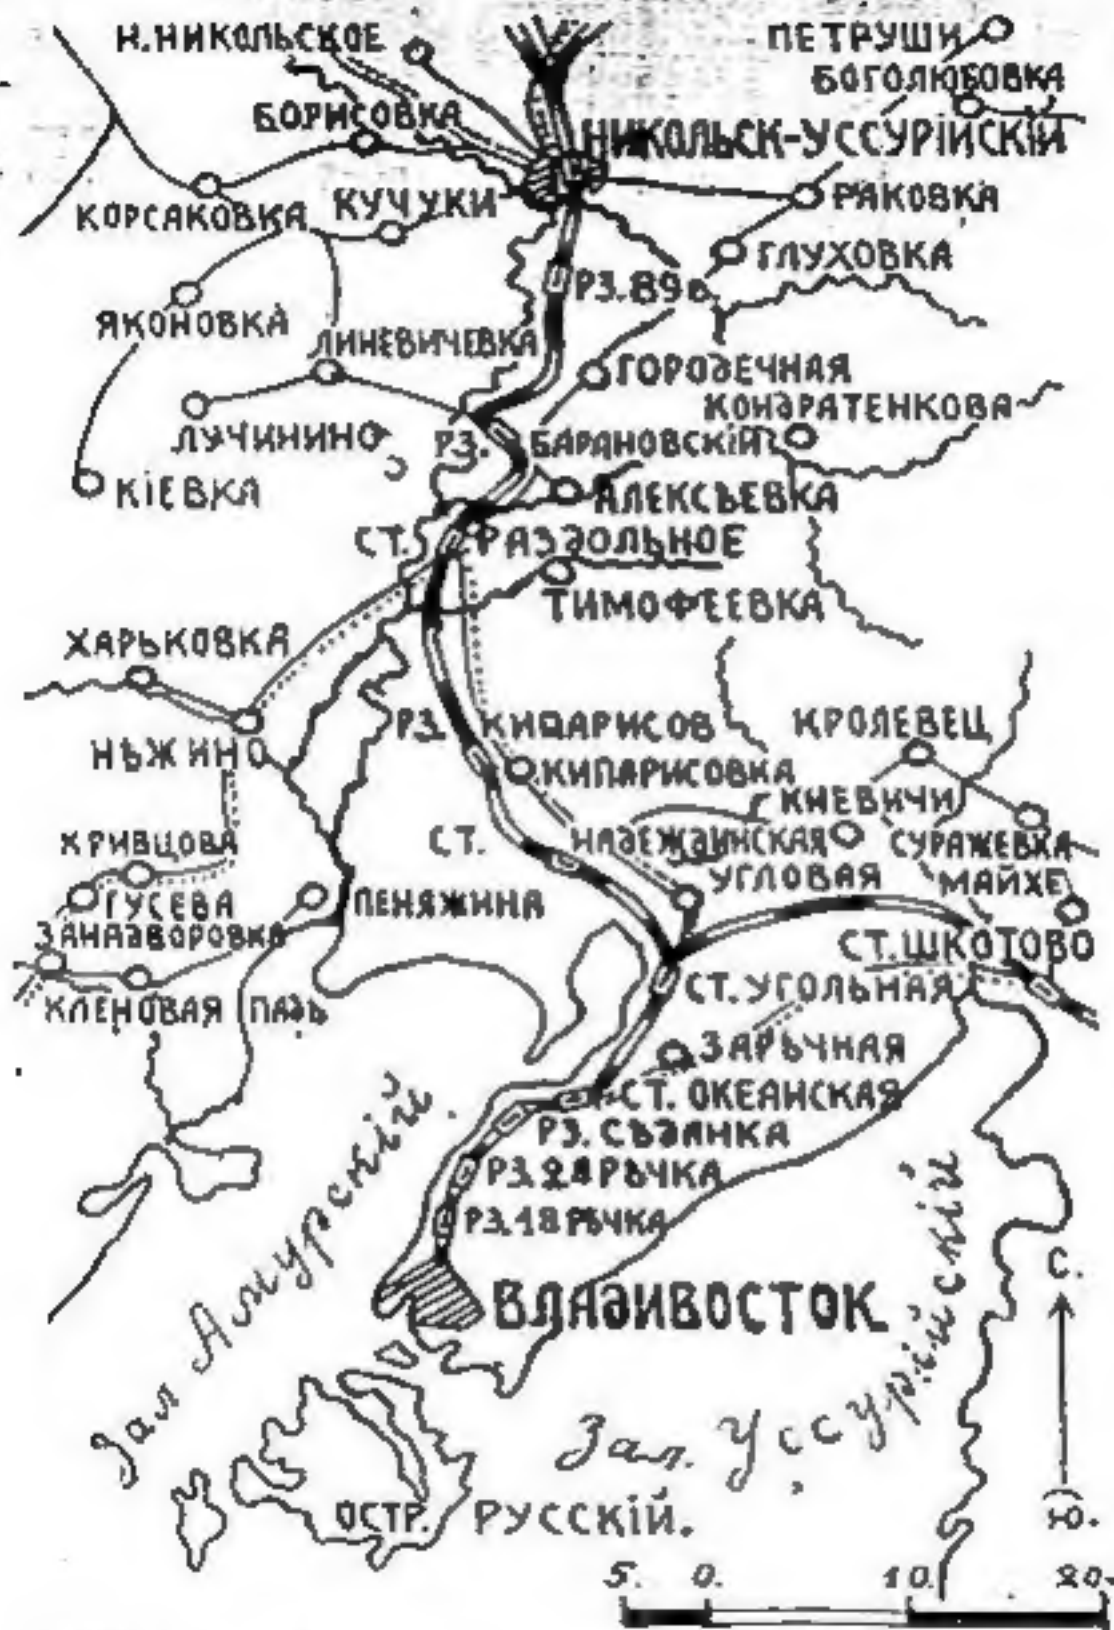 Н.НИКОЛЬСКОЕ
ПЕТРУШИ
БОГОЛЮБОВКА
БОРИСОВКА
НИКОЛЬСК-УССУРІЙСКІЙ
КОРСАКОВКА
КУЧУКИ
РАКОВКА
ГЛУХОВКА
РЗ.89в.
ЯКОНОВКА
ЛИНЕВИЧЕВКА
ГОРОДЕЧНАЯ
КОНДРАТЕНКОВА
ЛУЧИНИНО
РЗ. БАРАНОВСКІЙ
КІЕВКА
АЛЕКСѢЕВКА
СТ. РАЗДОЛЬНОЕ
ТИМОФЕЕВКА
ХАРЬКОВКА
РЗ. КИПАРИСОВ
КРОЛЕВЕЦ
НѢЖИНО
КИПАРИСОВКА
КНЕВИЧИ
КРИВЦОВА
СТ. НАДЕЖДИНСКАЯ
СУРАЖЕВКА
ГУСЕВА
ПЕНЯЖИНА
УГЛОВАЯ
МАЙХЕ
ЗАНАДВОРОВКА
СТ.ШКОТОВО
КЛЕНОВАЯ ПАДЬ
СТ.УГОЛЬНАЯ
ЗАРѢЧНАЯ
СТ. ОКЕАНСКАЯ
РЗ. СѢДАНКА
РЗ.2Я РѢЧКА
РЗ.1Я РѢЧКА
ВЛАДИВОСТОК
Зал Амурскій.
Зал. Уссурійскій
С.
Ю.
ОСТР. РУССКІЙ.
5. 0. 10. 20.